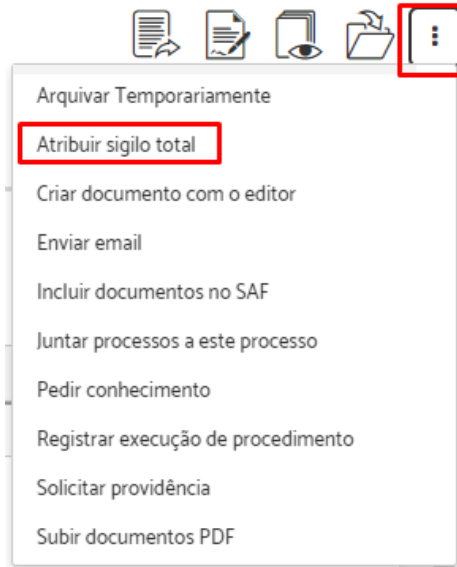 Arquivar Temporariamente
Atribuir sigilo total
Criar documento com o editor
Enviar email
Incluir documentos no SAF
Juntar processos a este processo
Pedir conhecimento
Registrar execução de procedimento
Solicitar providência
Subir documentos PDF